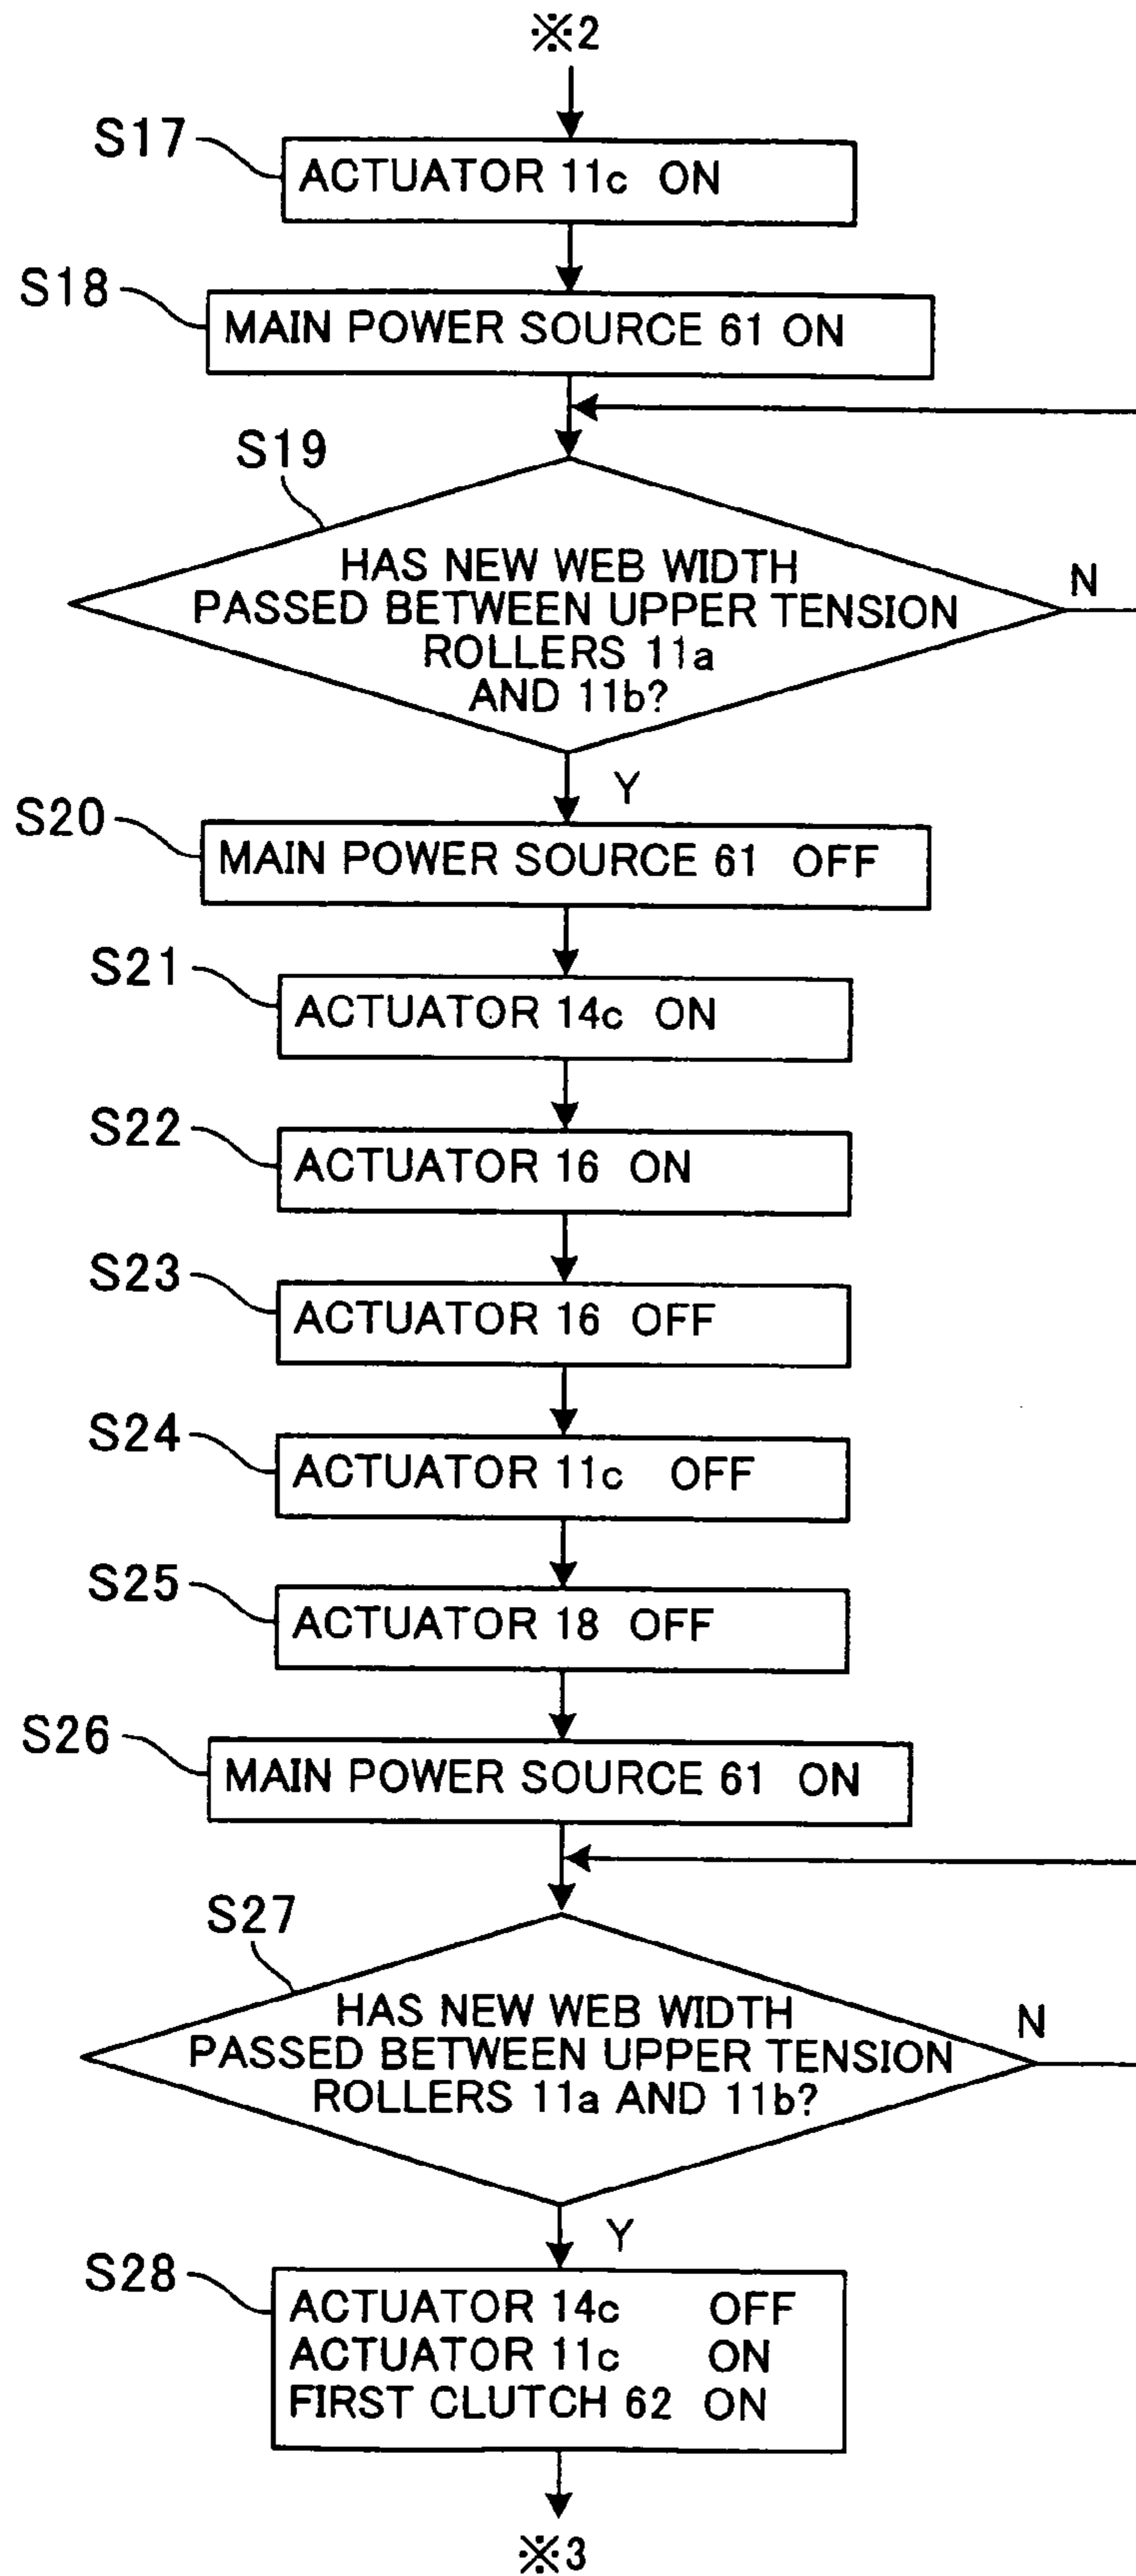 ※2
S17
ACTUATOR 11c ON
S18
MAIN POWER SOURCE 61 ON
S19
HAS NEW WEB WIDTH
PASSED BETWEEN UPPER TENSION
ROLLERS 11a
AND 11b?
N
Y
S20
MAIN POWER SOURCE 61 OFF
S21
ACTUATOR 14c ON
S22
ACTUATOR 16 ON
S23
ACTUATOR 16 OFF
S24
ACTUATOR 11c OFF
S25
ACTUATOR 18 OFF
S26
MAIN POWER SOURCE 61 ON
S27
HAS NEW WEB WIDTH
PASSED BETWEEN UPPER TENSION
ROLLERS 11a AND 11b?
N
Y
S28
ACTUATOR 14c OFF
ACTUATOR 11c ON
FIRST CLUTCH 62 ON
※3